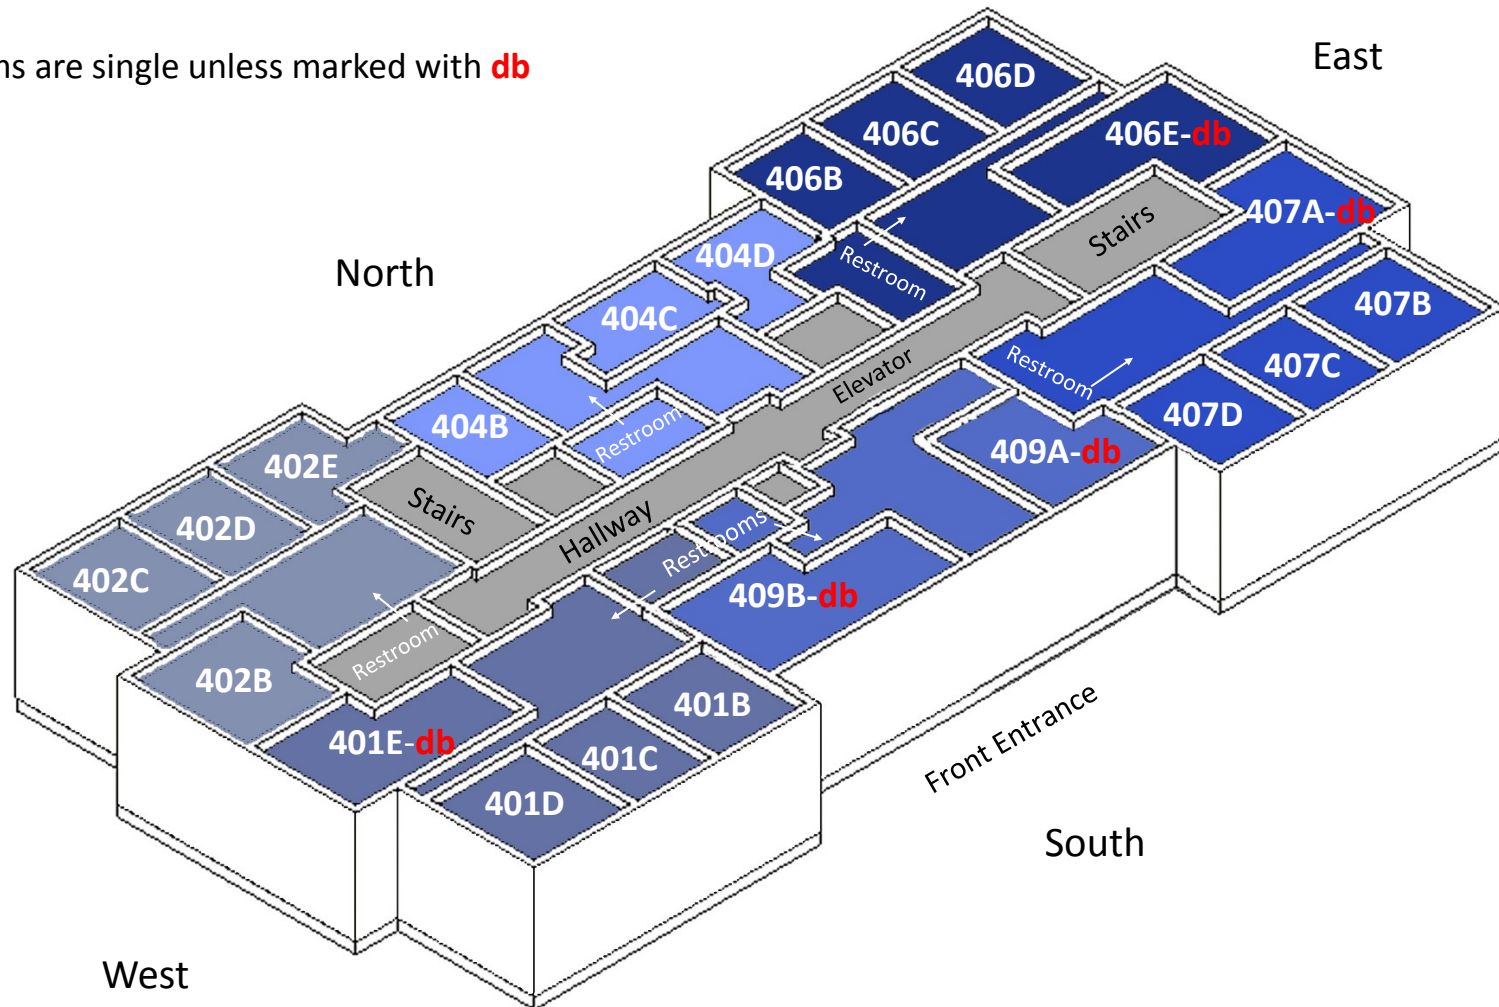 ns are single unless marked with db
East
North
406D
406C
406E-db
406B
407A-db
Stairs
404D
Restroom
407B
404C
Elevator
407C
Restroom
407D
404B
Restroom
409A-db
402E
Stairs
Hallway
Restrooms
402D
402C
409B-db
Restroom
402B
401B
401E-db
401C
401D
Front Entrance
South
West